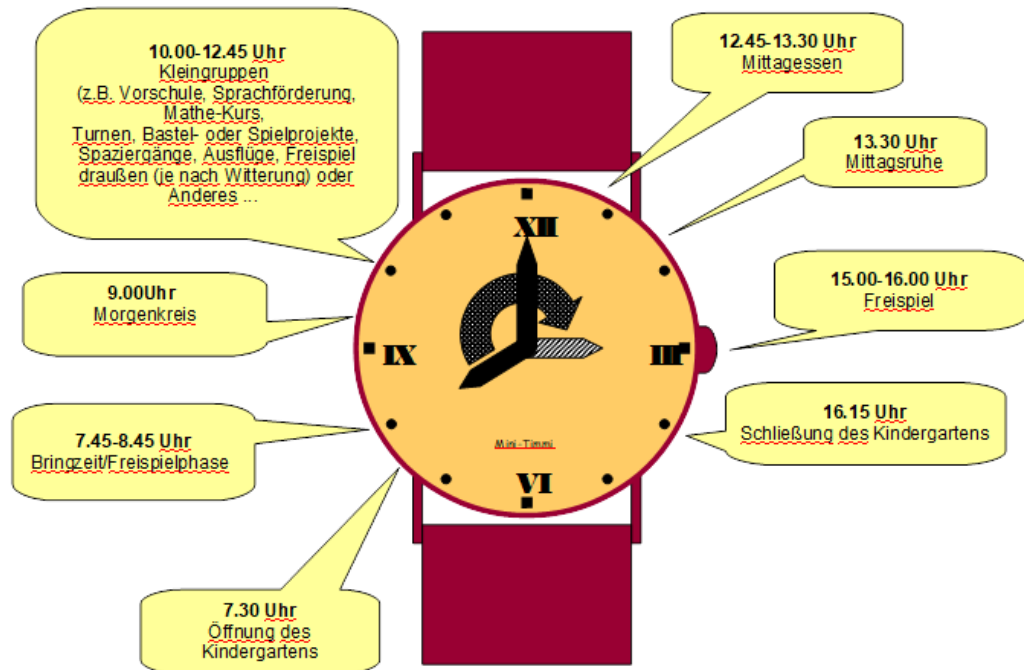 10.00-12.45 Uhr
Kleingruppen
(z.B. Vorschule, Sprachförderung,
Mathe-Kurs,
Turnen, Bastel- oder Spielprojekte,
Spaziergänge, Ausflüge, Freispiel
draußen (je nach Witterung) oder
Anderes ...
12.45-13.30 Uhr
Mittagessen
13.30 Uhr
Mittagsruhe
15.00-16.00 Uhr
Freispiel
16.15 Uhr
Schließung des Kindergartens
9.00Uhr
Morgenkreis
7.45-8.45 Uhr
Bringzeit/Freispielphase
7.30 Uhr
Öffnung des
Kindergartens
XII
IX
III
Mini-Timmi
VI